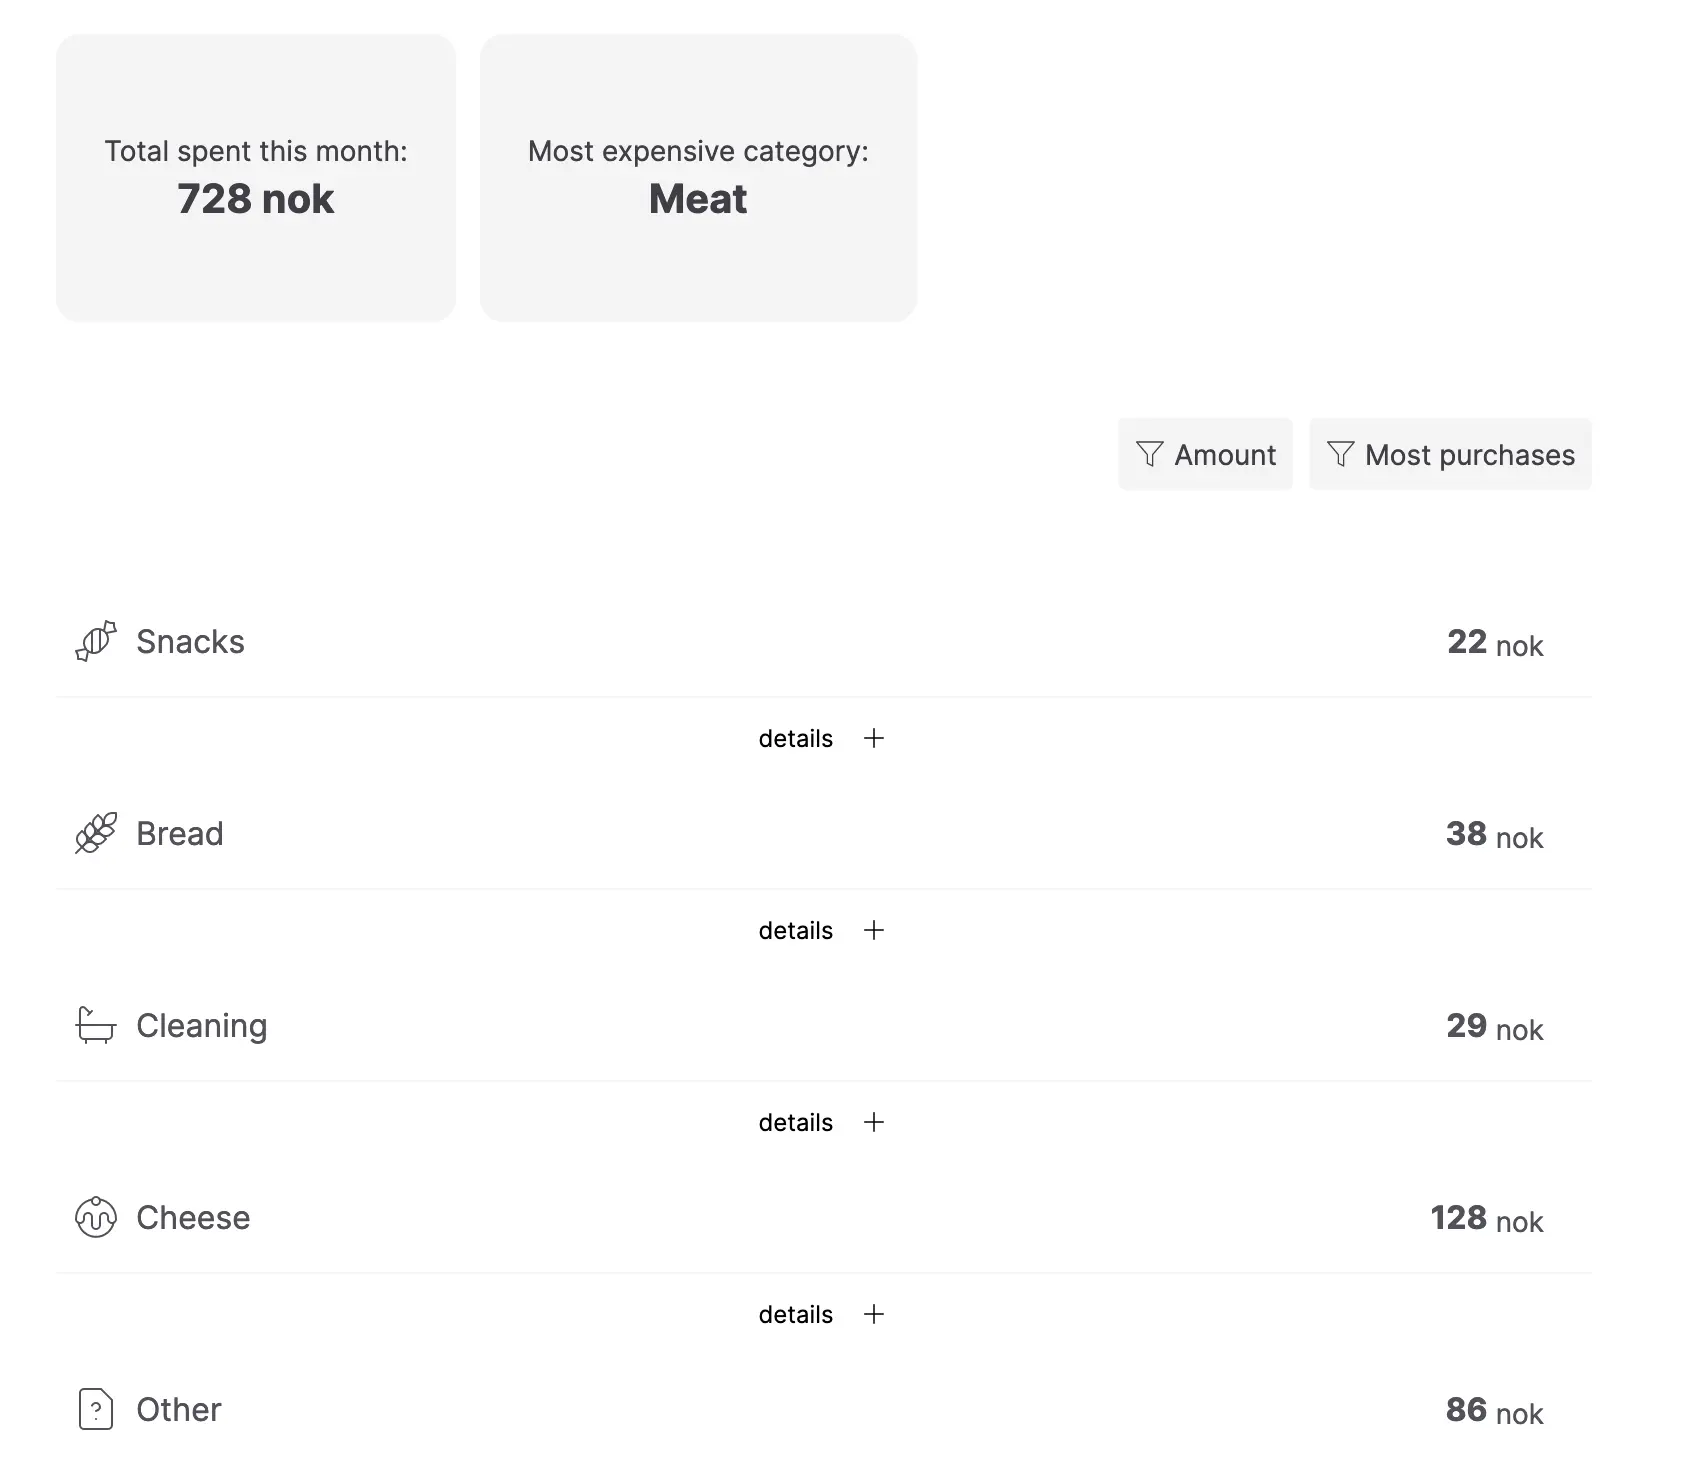 Total spent this month:
728 nok
Most expensive category:
Meat
Amount
Most purchases
Snacks
22 nok
details +
Bread
38 nok
details +
Cleaning
29 nok
details +
Cheese
128 nok
details +
? Other
86 nok